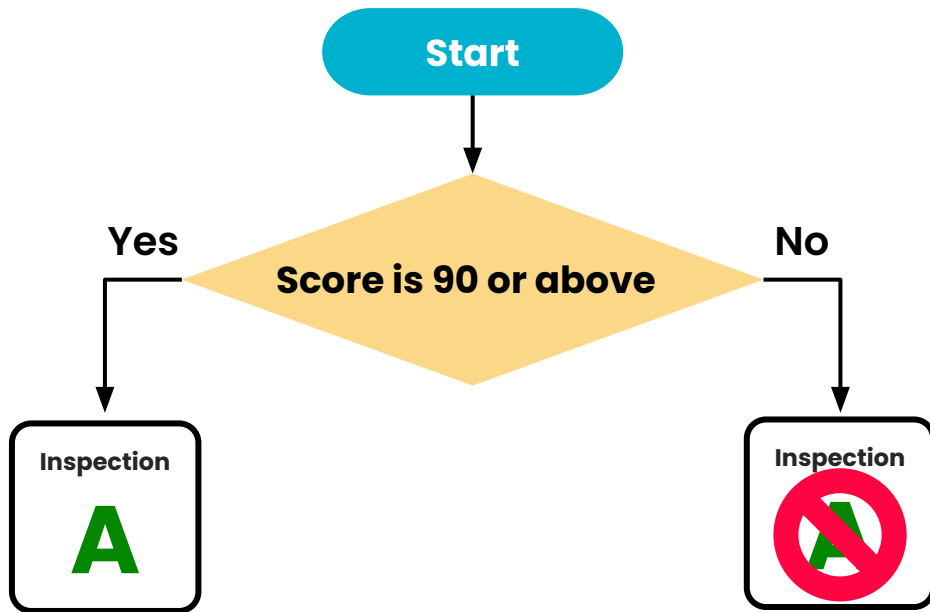 Start
Yes
No
Score is 90 or above
Inspection
A
Inspection
A